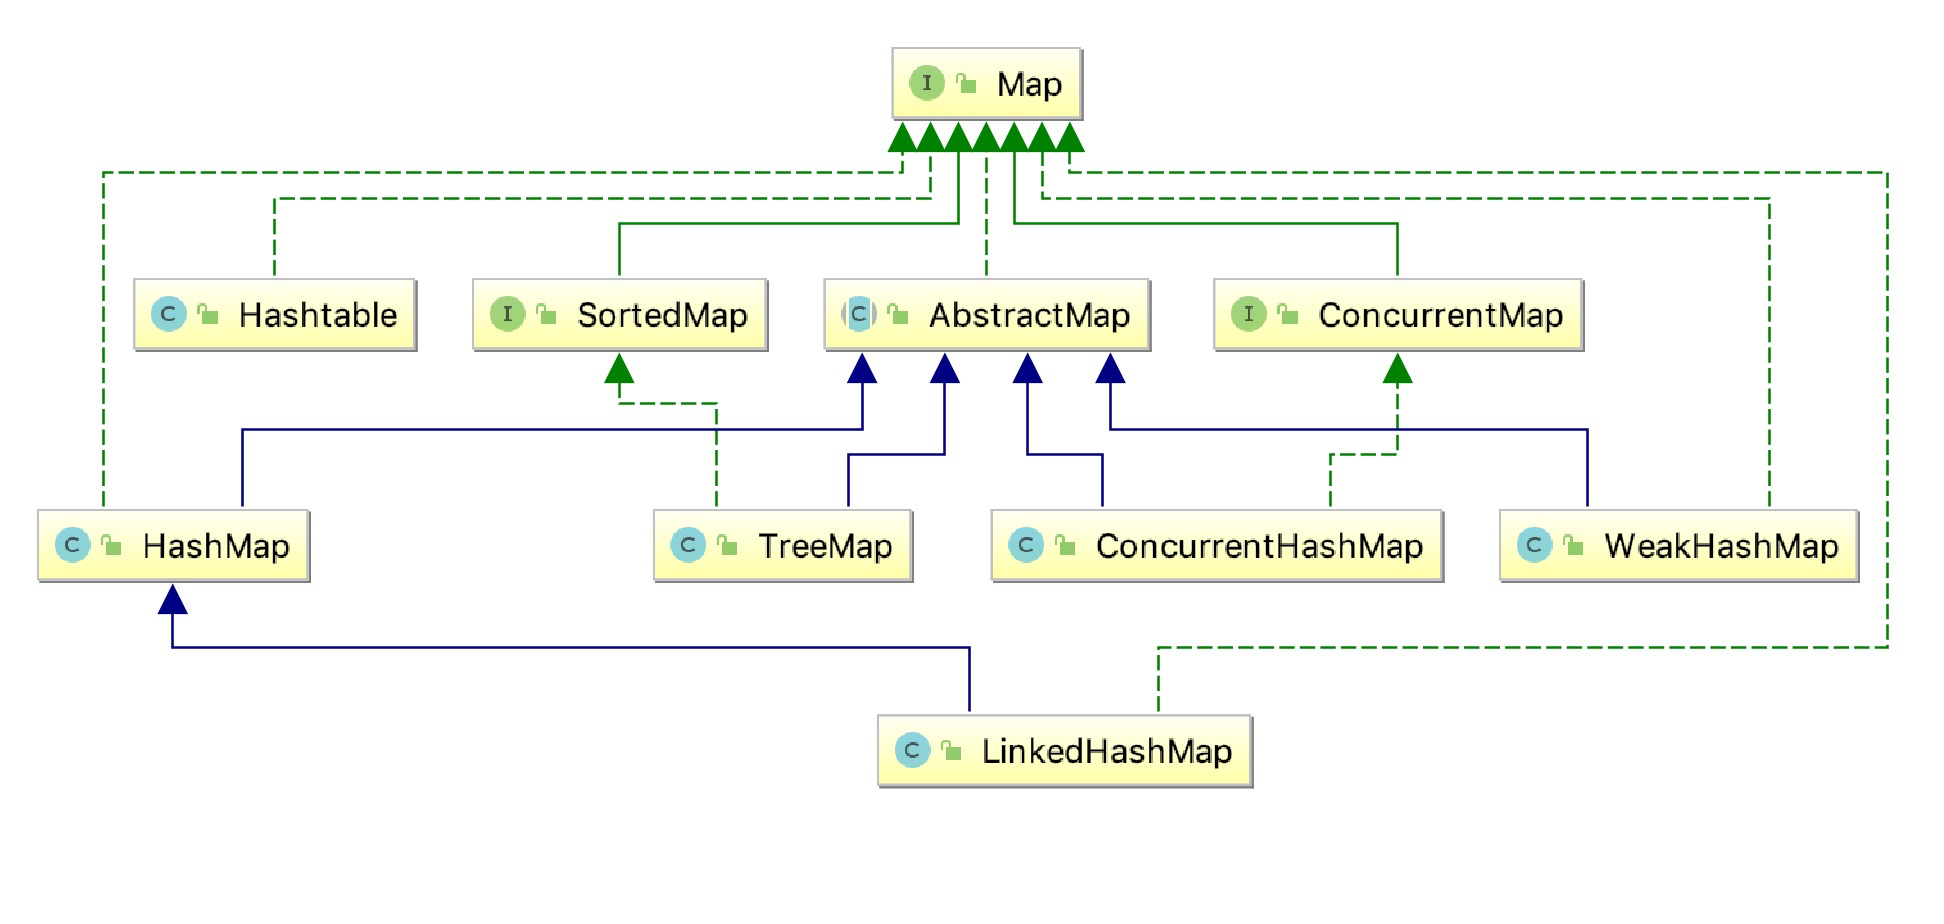 I Map
C Hashtable
I SortedMap
C AbstractMap
I ConcurrentMap
C HashMap
C TreeMap
C ConcurrentHashMap
C WeakHashMap
C LinkedHashMap